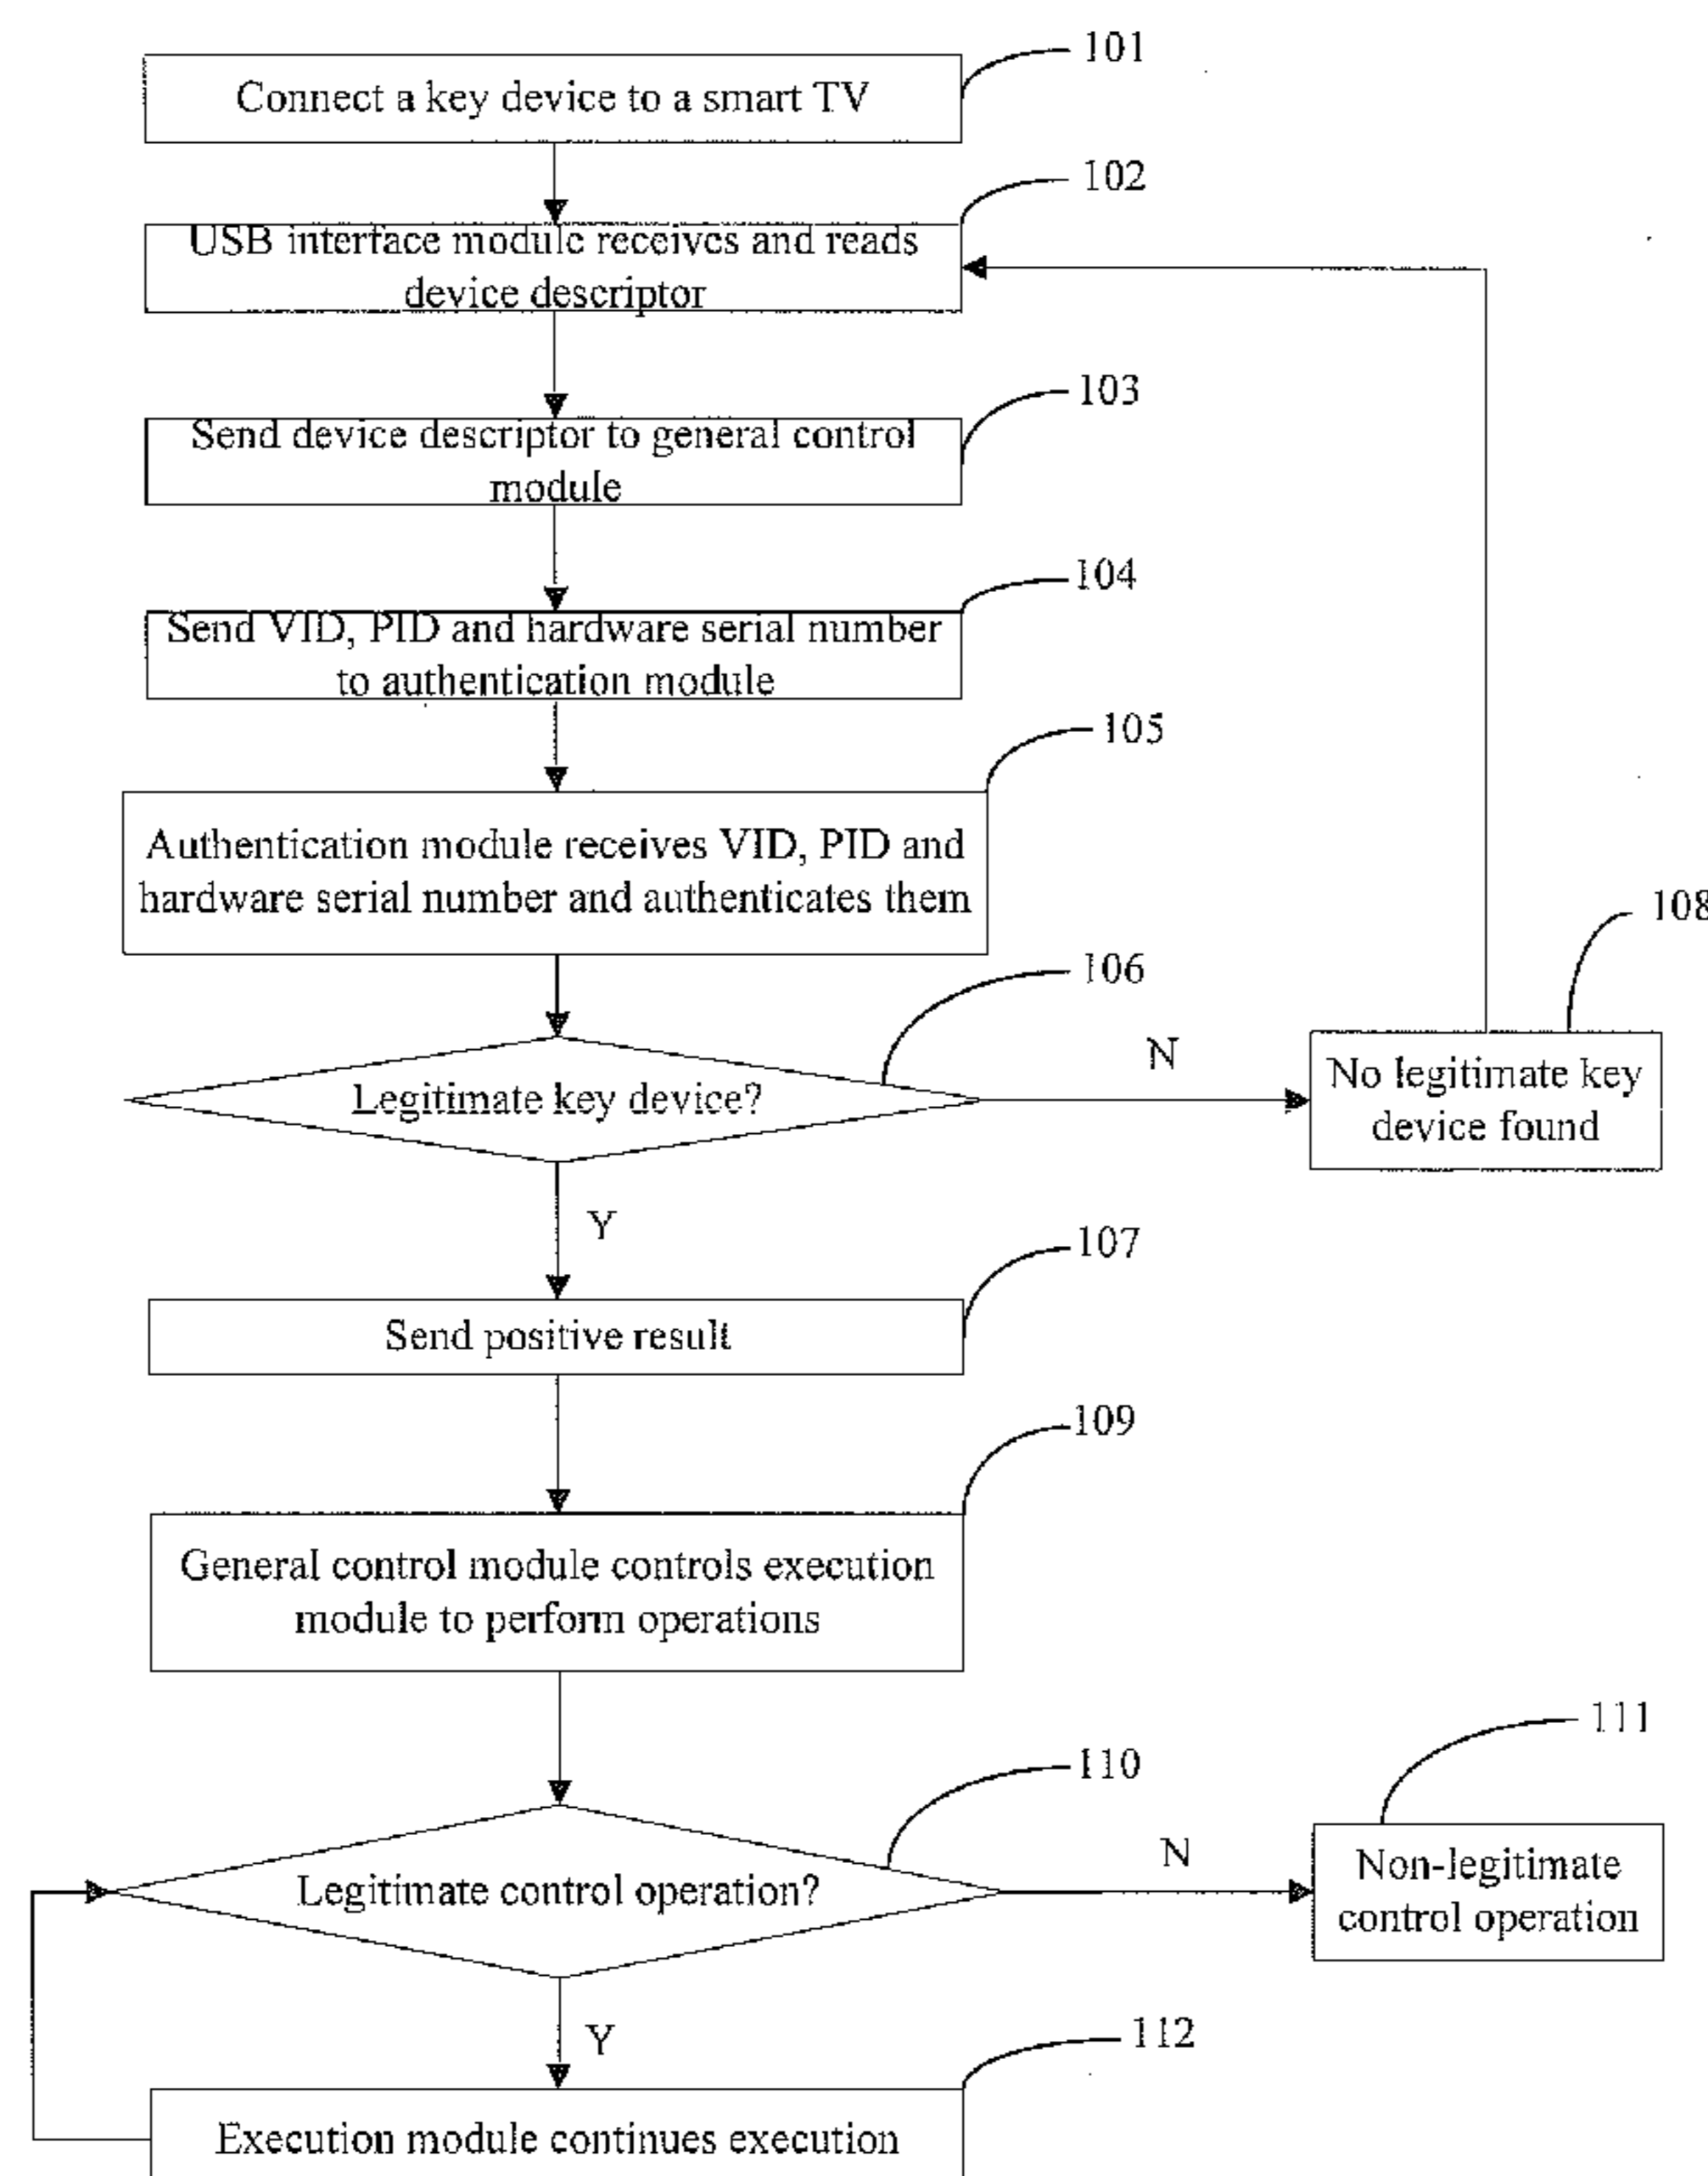 101
Connect a key device to a smart TV
102
USB interface module receives and reads
device descriptor
103
Send device descriptor to general control
module
104
Send VID, PID and hardware serial number
to authentication module
105
Authentication module receives VID, PID and
hardware serial number and authenticates them
106
Legitimate key device?
N
108
No legitimate key
device found
Y
107
Send positive result
109
General control module controls execution
module to perform operations
110
Legitimate control operation?
N
111
Non-legitimate
control operation
Y
112
Execution module continues execution